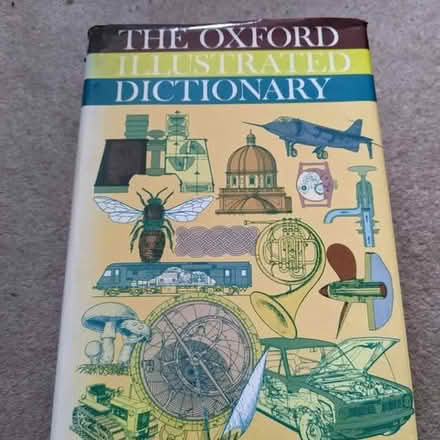 THE OXFORD
ILLUSTRATED
DICTIONARY